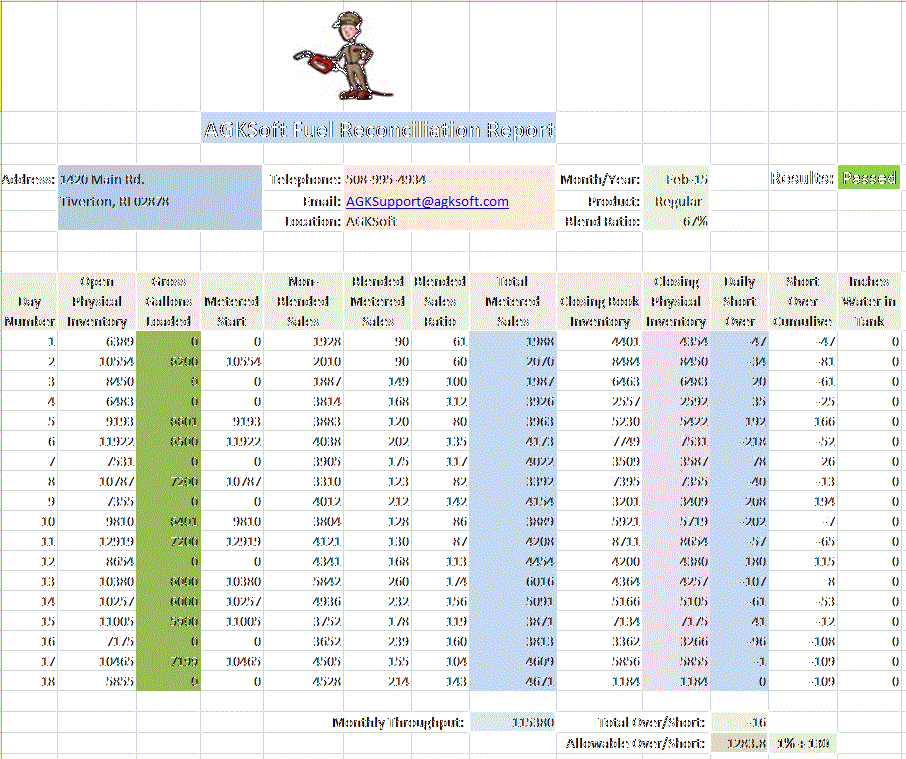 AGKSoft Fuel Reconciliation Report
Address: 1420 Main Rd. Telephone: 508-995-4934 Month/Year: Feb-15 Results: Passed
Tiverton, RI 02878 Email: AGKSupport@agksoft.com Product: Regular
Location: AGKSoft Blend Ratio: 67%
Open Gross Non- Blended Blended Total Closing Daily Short Inches
Day Physical Gallons Metered Blended Metered Sales Metered Closing Book Physical Short Over Water in
Number Inventory Loaded Start Sales Sales Ratio Sales Inventory Inventory Over Cumulive Tank
1 6389 0 0 1928 90 61 1988 4401 4354 -47 -47 0
2 10554 6200 10554 2010 90 60 2070 8484 8450 -34 -81 0
3 8450 0 0 1887 149 100 1987 6463 6483 20 -61 0
4 6483 0 0 3814 168 112 3926 2557 2592 35 -25 0
5 9193 6601 9193 3883 120 80 3963 5230 5422 192 166 0
6 11922 6500 11922 4038 202 135 4173 7749 7531 -218 -52 0
7 7531 0 0 3905 175 117 4022 3509 3587 78 26 0
8 10787 7200 10787 3310 123 82 3392 7395 7355 -40 -13 0
9 7355 0 0 4012 212 142 4154 3201 3409 208 194 0
10 9810 6401 9810 3804 128 86 3889 5921 5719 -202 -7 0
11 12919 7200 12919 4121 130 87 4208 8711 8654 -57 -65 0
12 8654 0 0 4341 168 113 4454 4200 4380 180 115 0
13 10380 6000 10380 5842 260 174 6016 4364 4257 -107 8 0
14 10257 6000 10257 4936 232 156 5091 5166 5105 -61 -53 0
15 11005 5900 11005 3752 178 119 3871 7134 7175 41 -12 0
16 7175 0 0 3652 239 160 3813 3362 3266 -96 -108 0
17 10465 7199 10465 4505 155 104 4609 5856 5855 -1 -109 0
18 5855 0 0 4528 214 143 4671 1184 1184 0 -109 0
Monthly Throughput: 115380 Total Over/Short: -16
Allowable Over/Short: 1283.8 1% + 130